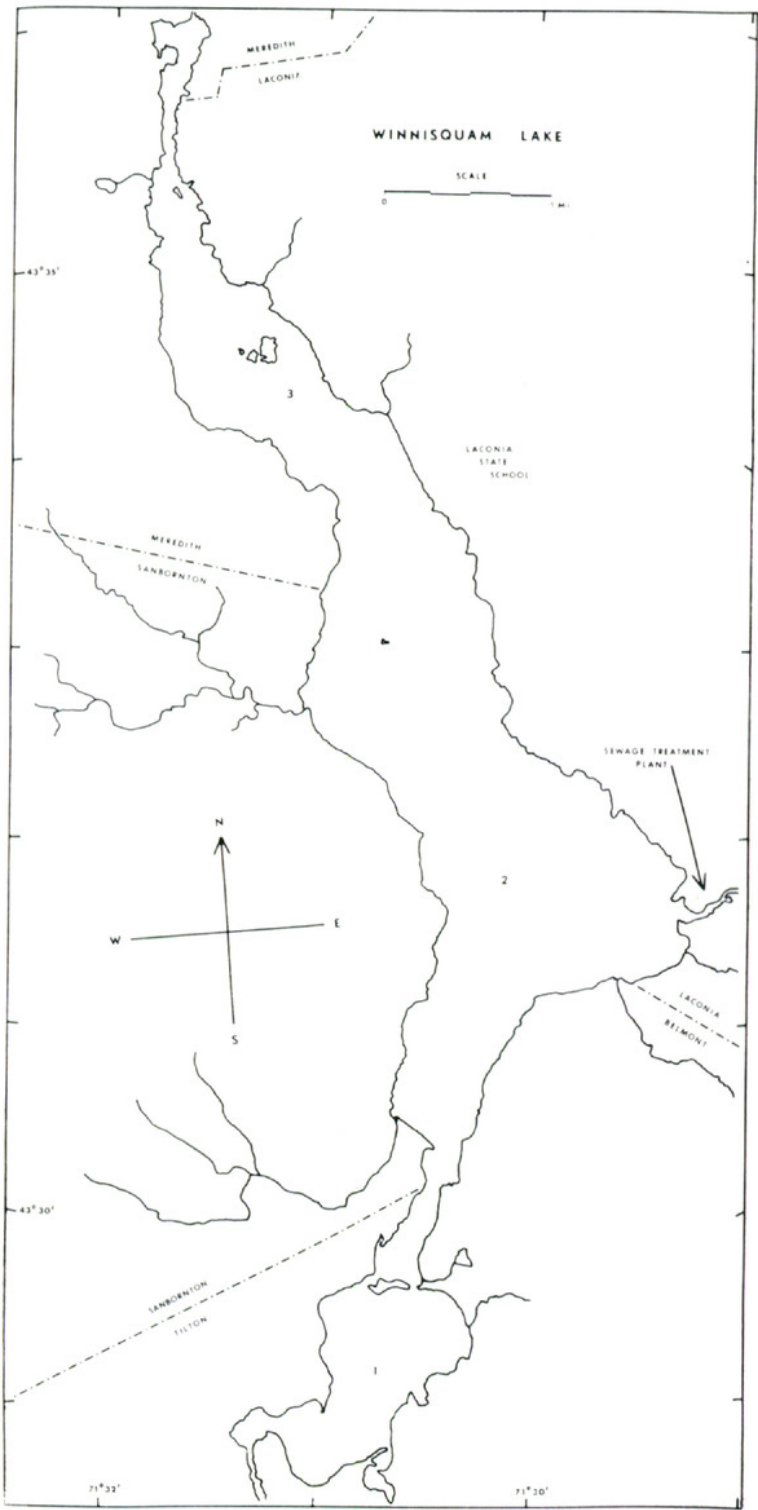 MEREDITH
LACONIA
WINNISQUAM LAKE
SCALE
0 1 MI
43° 35'
3
LACONIA
STATE
SCHOOL
MEREDITH
SANBORNTON
SEWAGE TREATMENT
PLANT
N
2
W E
S
LACONIA
BELMONT
43° 30'
SANBORNTON
TILTON
1
71° 32' 71° 30'